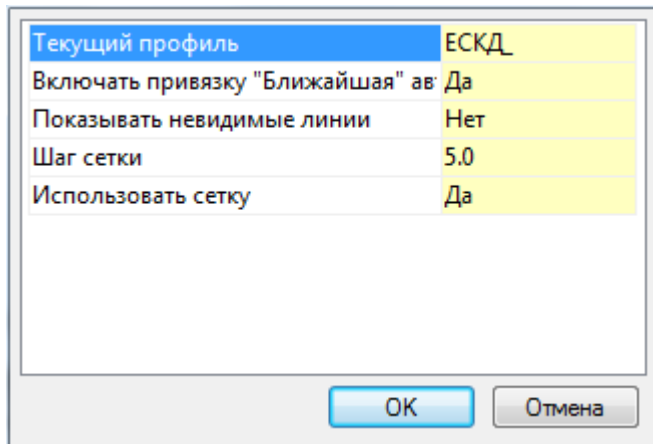 Текущий профиль ЕСКД_
Включать привязку "Ближайшая" ав Да
Показывать невидимые линии Нет
Шаг сетки 5.0
Использовать сетку Да
OK Отмена